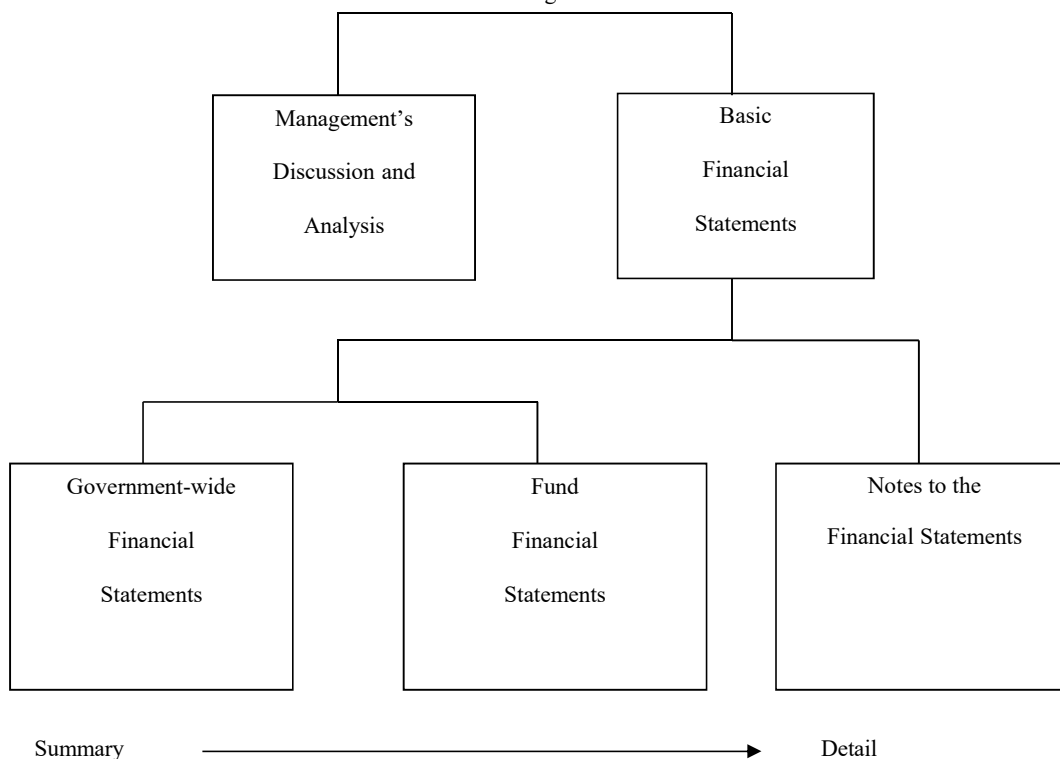 Management's
Discussion and
Analysis
Basic
Financial
Statements
Government-wide
Financial
Statements
Fund
Financial
Statements
Notes to the
Financial Statements
Summary
Detail